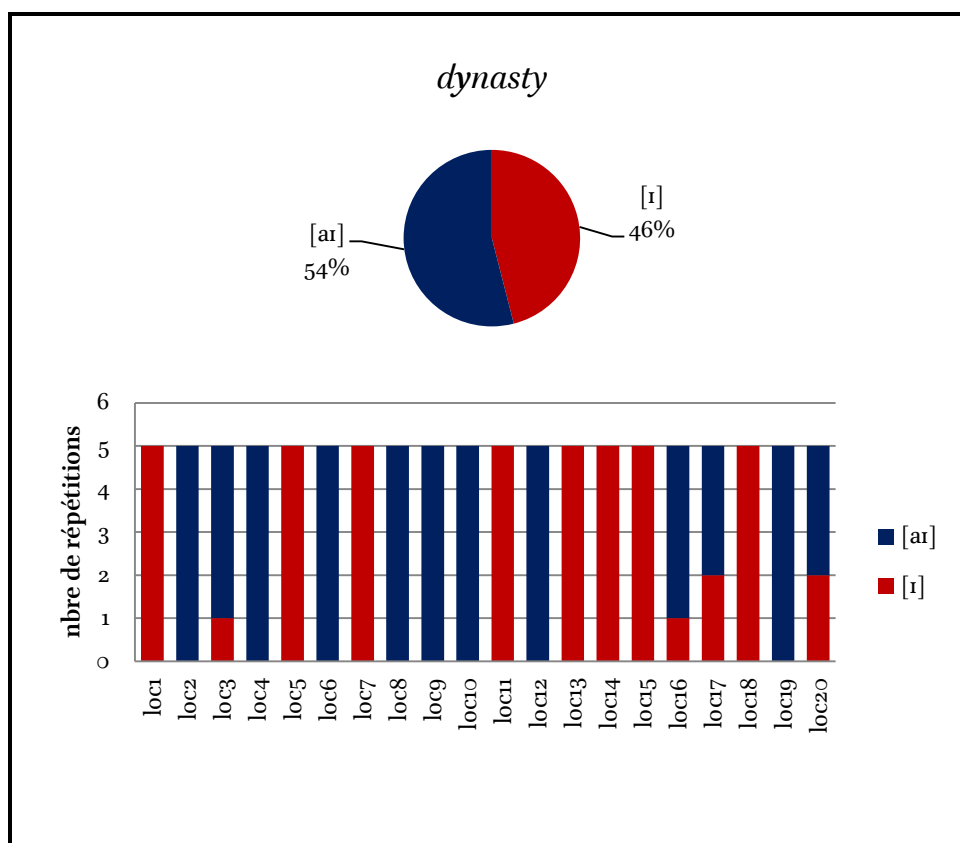 dynasty
[ɪ]
46%
[aɪ]
54%
nbre de répétitions
6
5
4
3
2
1
0
loc1
loc2
loc3
loc4
loc5
loc6
loc7
loc8
loc9
loc10
loc11
loc12
loc13
loc14
loc15
loc16
loc17
loc18
loc19
loc20
[aɪ]
[ɪ]